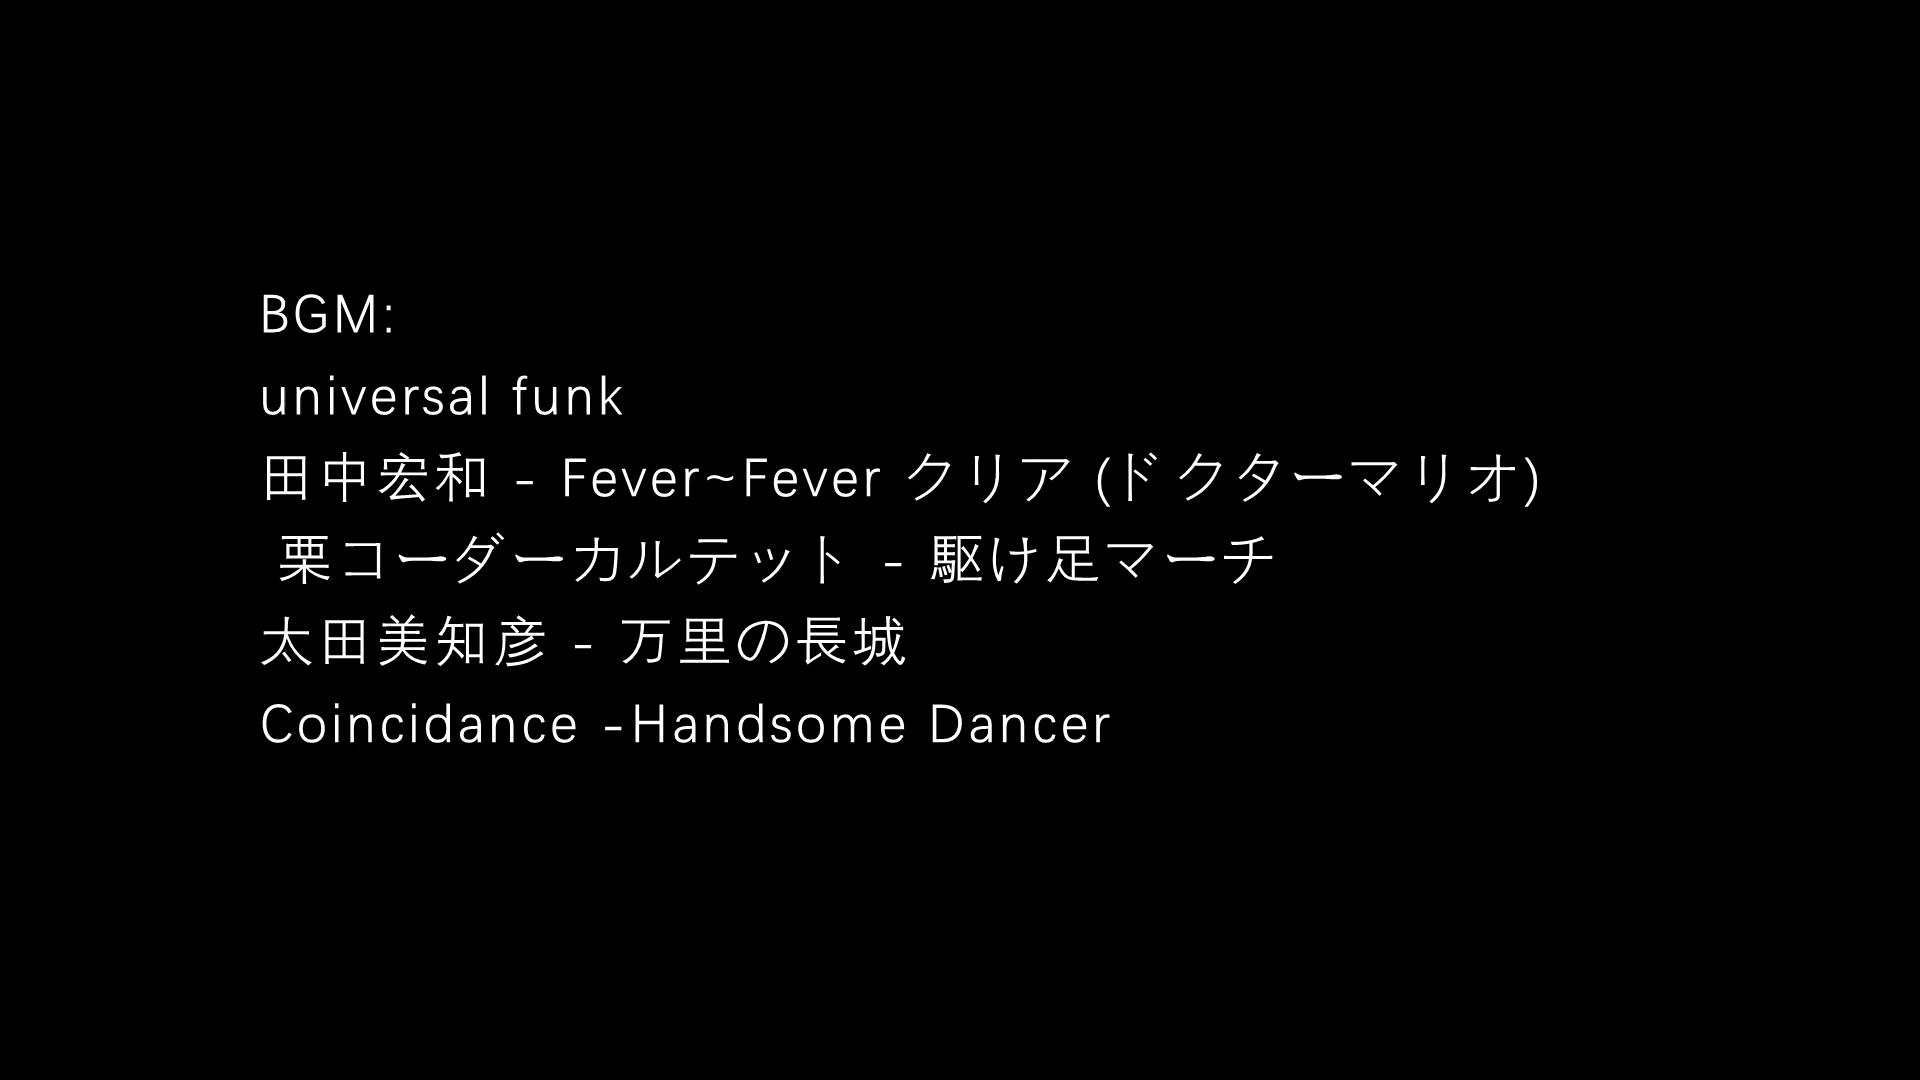 BGM:
universal funk
田中宏和 - Fever~Fever クリア (ドクターマリオ)
栗コーダーカルテット - 駆け足マーチ
太田美知彦 - 万里の長城
Coincidance -Handsome Dancer